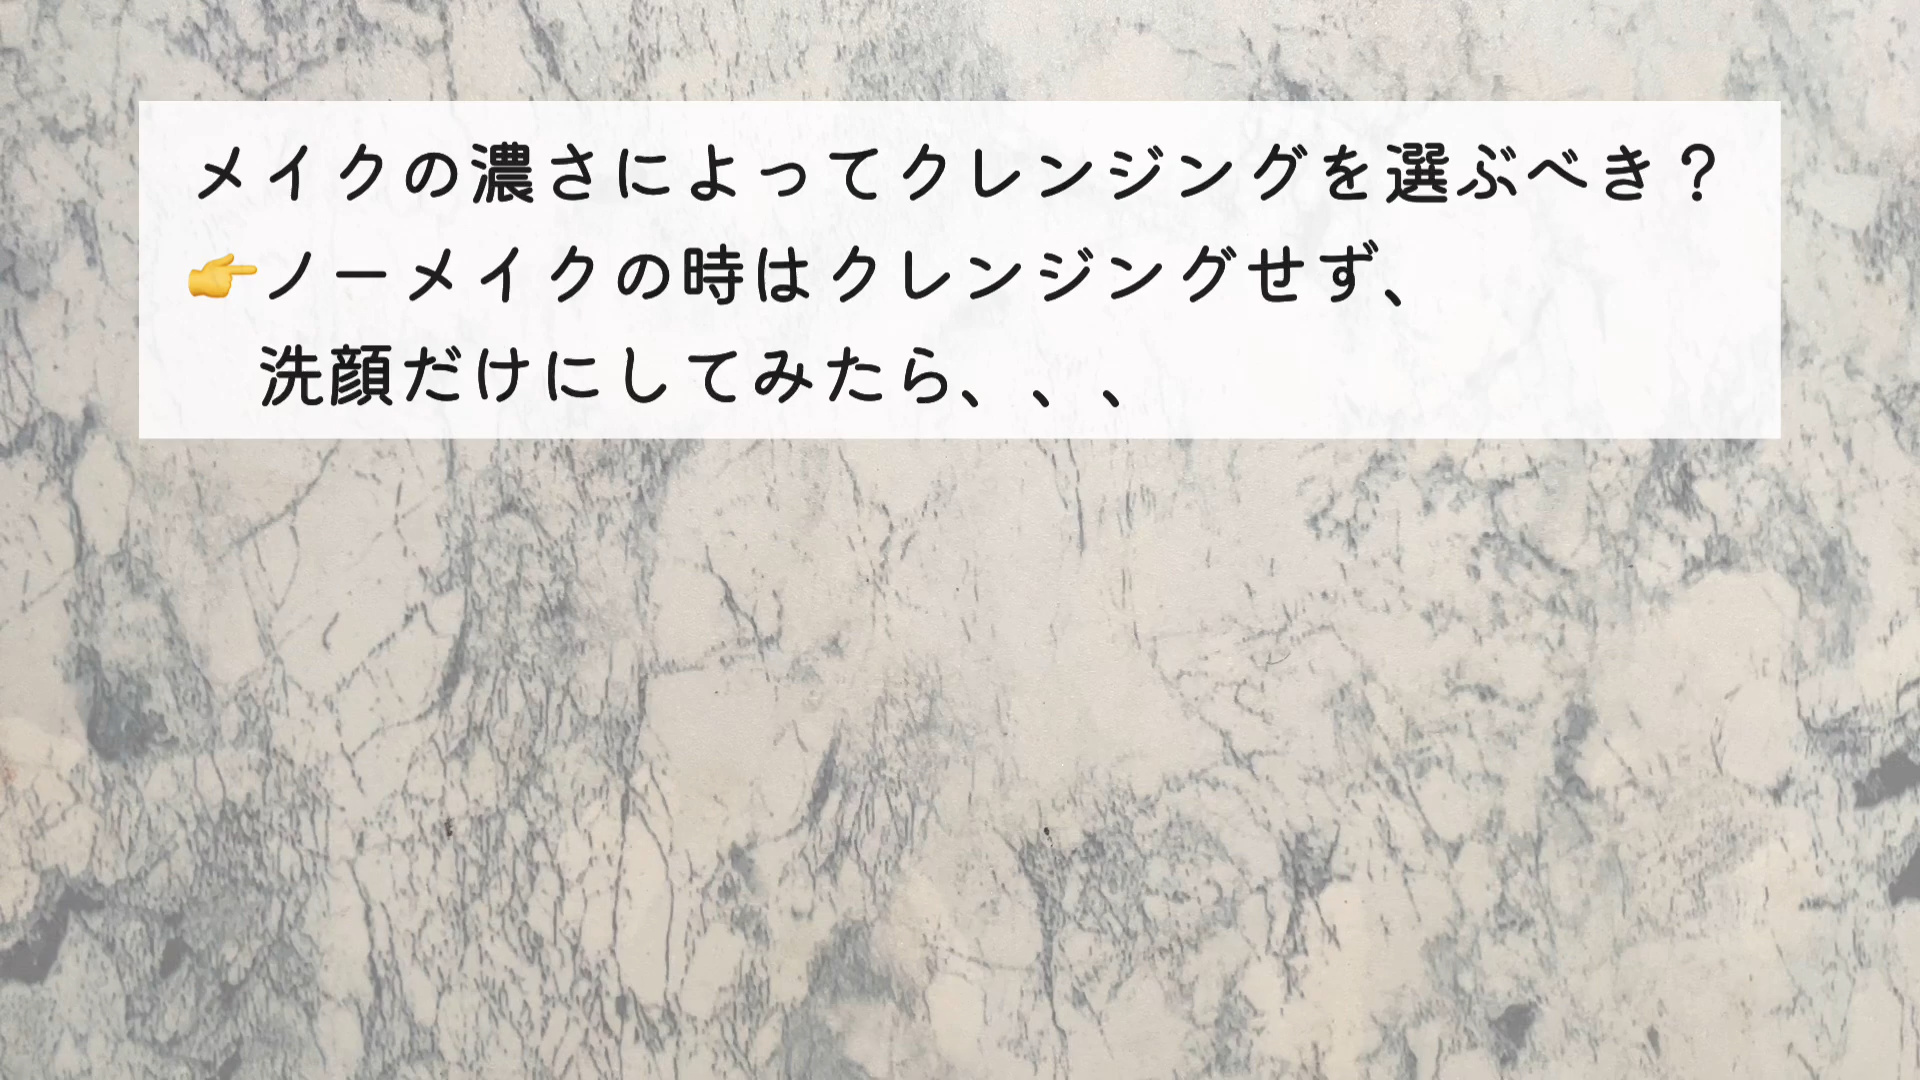 メイクの濃さによってクレンジングを選ぶべき？
👉ノーメイクの時はクレンジングせず、
洗顔だけにしてみたら、、、